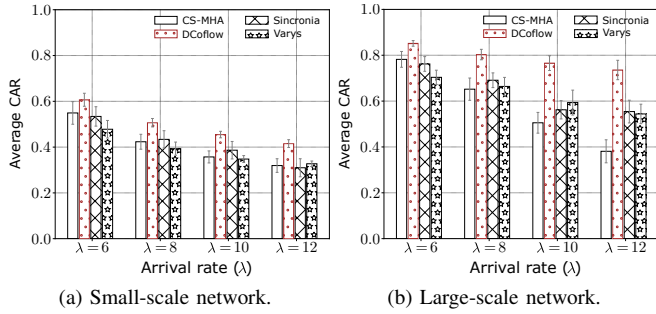 CS-MHA
DCoflow
Sincronia
Varys
1.0
0.8
0.6
0.4
0.2
0.0
Average CAR
λ = 6
λ = 8
λ = 10
λ = 12
Arrival rate (λ)
(a) Small-scale network.
CS-MHA
DCoflow
Sincronia
Varys
1.0
0.8
0.6
0.4
0.2
0.0
Average CAR
λ = 6
λ = 8
λ = 10
λ = 12
Arrival rate (λ)
(b) Large-scale network.